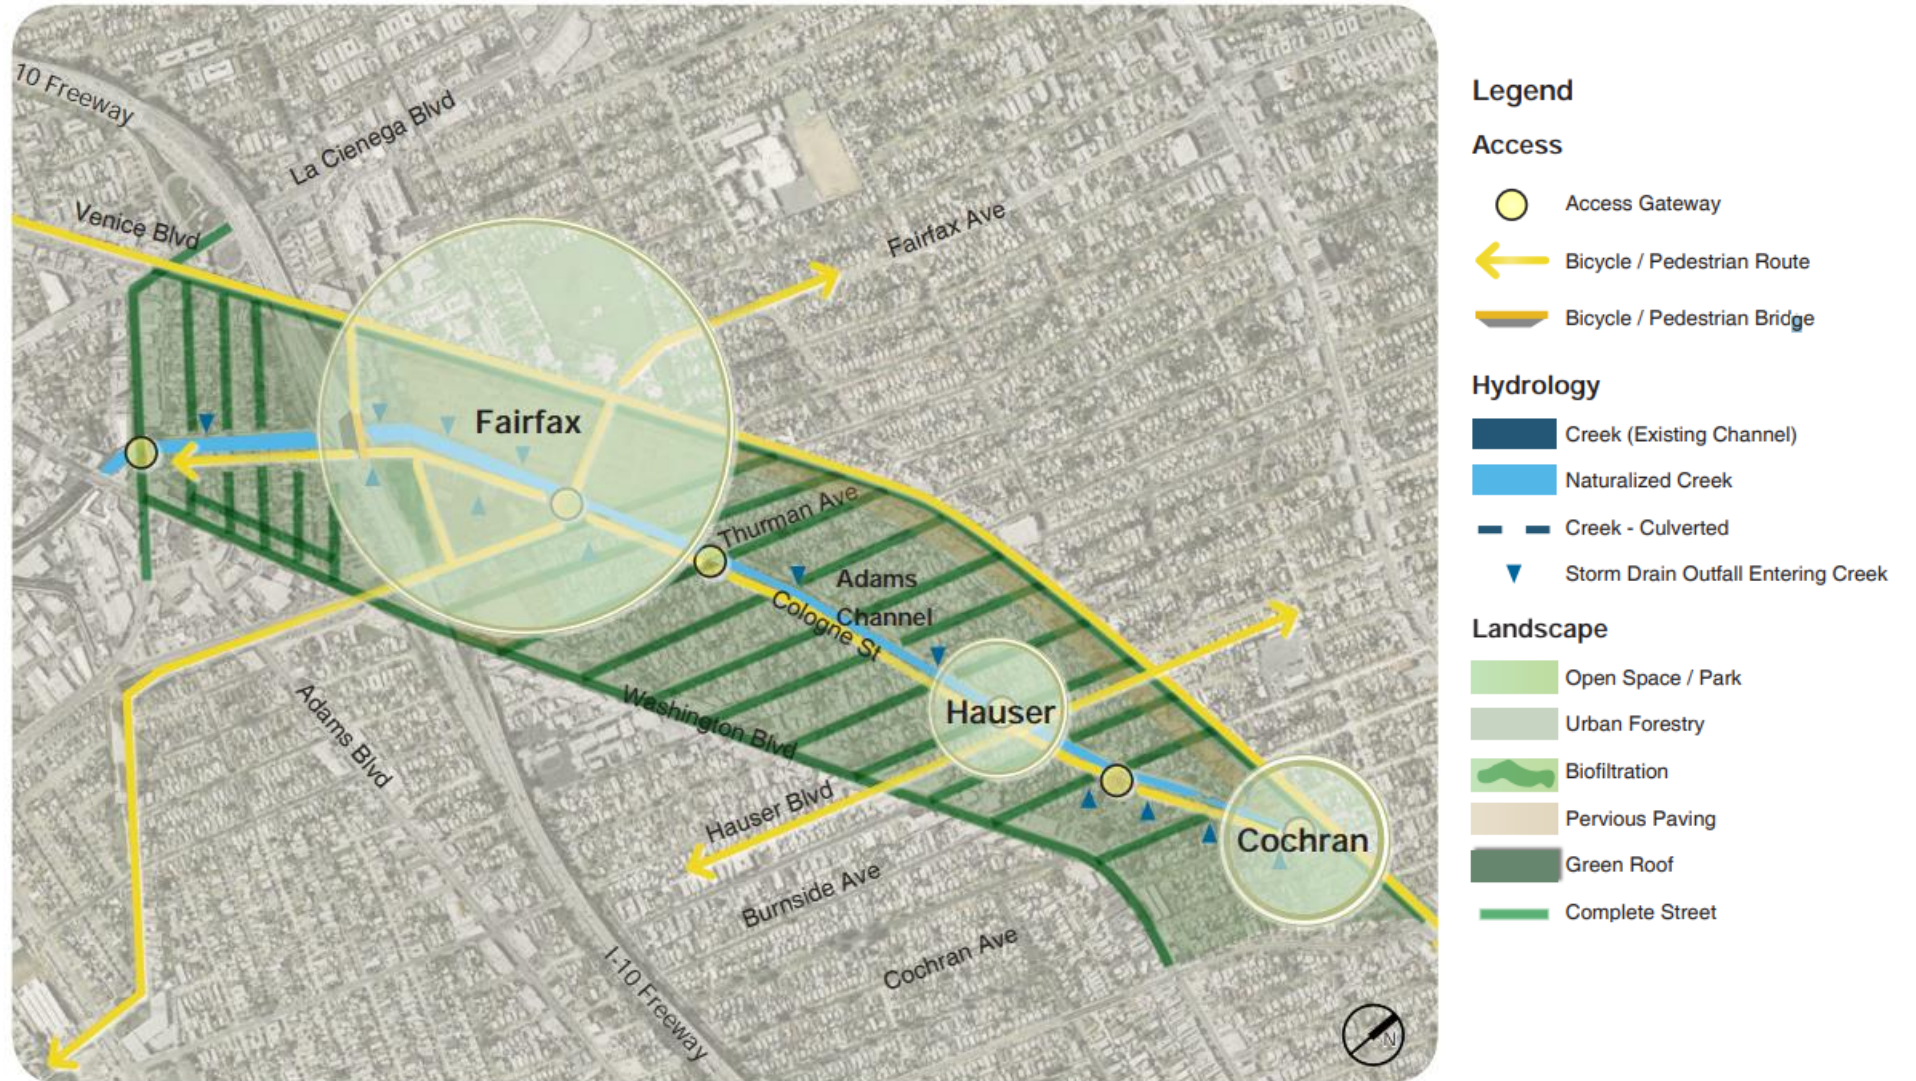 10 Freeway
La Cienega Blvd
Venice Blvd
Fairfax Ave
Fairfax
Thurman Ave
Adams
Channel
Cologne St
Hauser
Washington Blvd
Adams Blvd
Hauser Blvd
Cochran
Burnside Ave
Cochran Ave
I-10 Freeway
N
Legend
Access
Access Gateway
Bicycle / Pedestrian Route
Bicycle / Pedestrian Bridge
Hydrology
Creek (Existing Channel)
Naturalized Creek
Creek - Culverted
Storm Drain Outfall Entering Creek
Landscape
Open Space / Park
Urban Forestry
Biofiltration
Pervious Paving
Green Roof
Complete Street